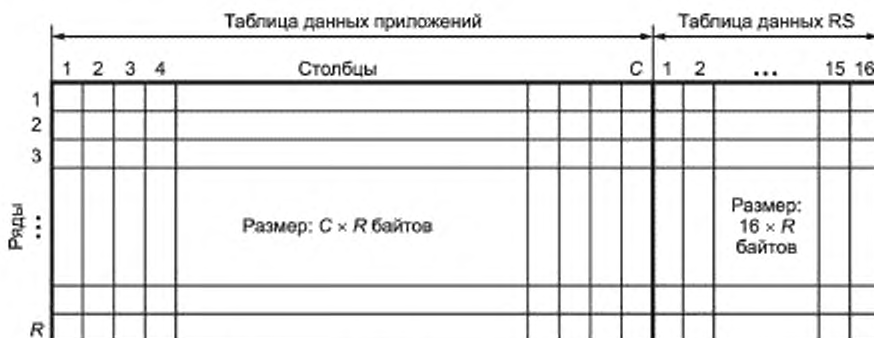 Таблица данных приложений Таблица данных RS
1 2 3 4 Столбцы C 1 2 ... 15 16
1
2
3
Ряды
...
Размер: C × R байтов
Размер:
16 × R
байтов
R